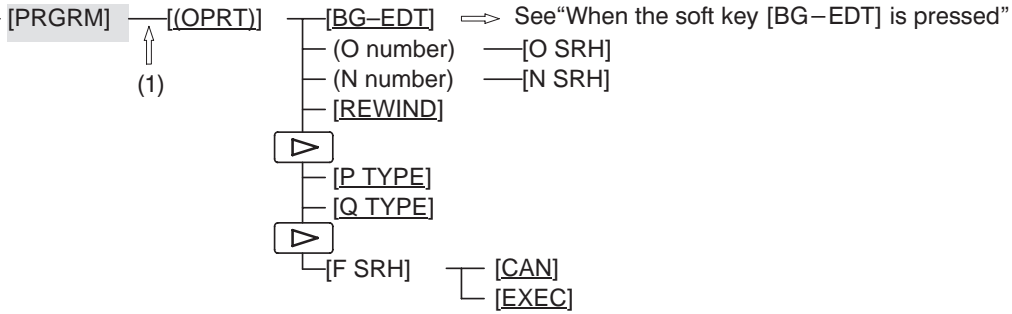 [PRGRM] [(OPRT)] [BG–EDT] See“When the soft key [BG−EDT] is pressed”
(1)
(O number) [O SRH]
(N number) [N SRH]
[REWIND]
[P TYPE]
[Q TYPE]
[F SRH] [CAN]
[EXEC]